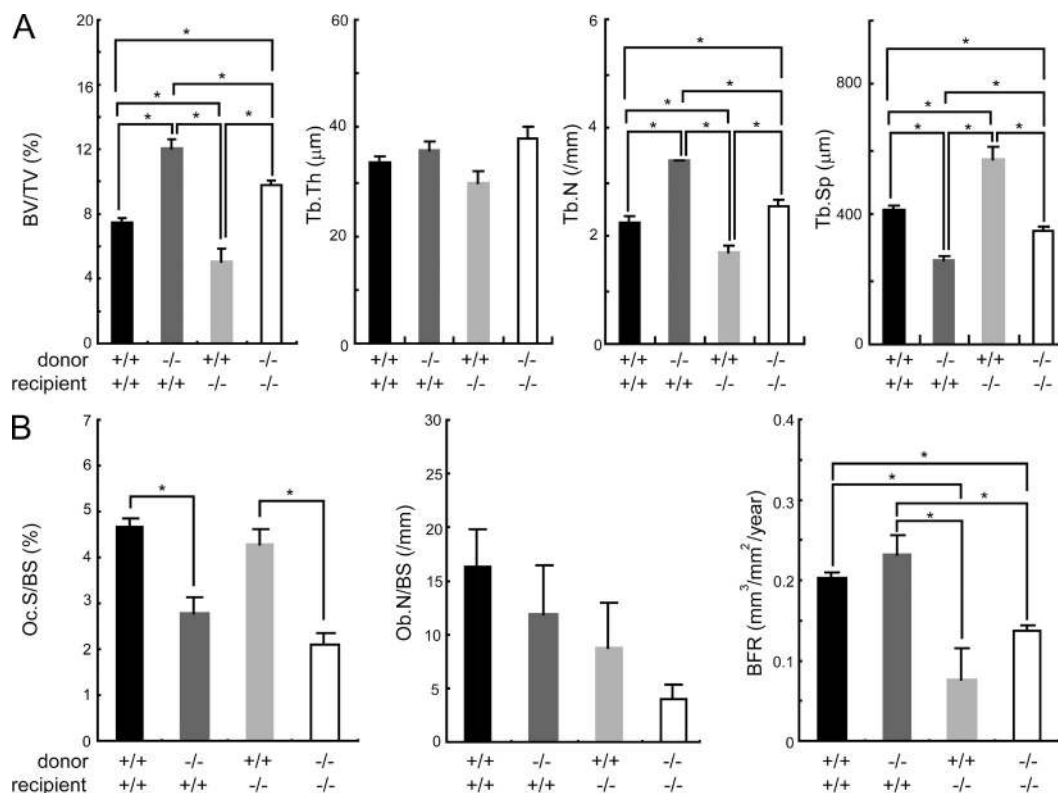 A
BV/TV (%)
20
16
12
8
4
0
* * * * * *
Tb.Th (μm)
60
40
20
0
Tb.N (/mm)
6
4
2
0
* * * * * *
Tb.Sp (μm)
800
400
0
* * * * * *
donor +/+ -/- +/+ -/- +/+ -/- +/+ -/- +/+ -/- +/+ -/- +/+ -/- +/+ -/-
recipient +/+ +/+ -/- -/- +/+ +/+ -/- -/- +/+ +/+ -/- -/- +/+ +/+ -/- -/-
B
Oc.S/BS (%)
7
6
5
4
3
2
1
0
* *
Ob.N/BS (/mm)
30
25
20
15
10
5
0
BFR (mm³/mm²/year)
0.4
0.3
0.2
0.1
0
* * * *
donor +/+ -/- +/+ -/- +/+ -/- +/+ -/- +/+ -/- +/+ -/-
recipient +/+ +/+ -/- -/- +/+ +/+ -/- -/- +/+ +/+ -/- -/-